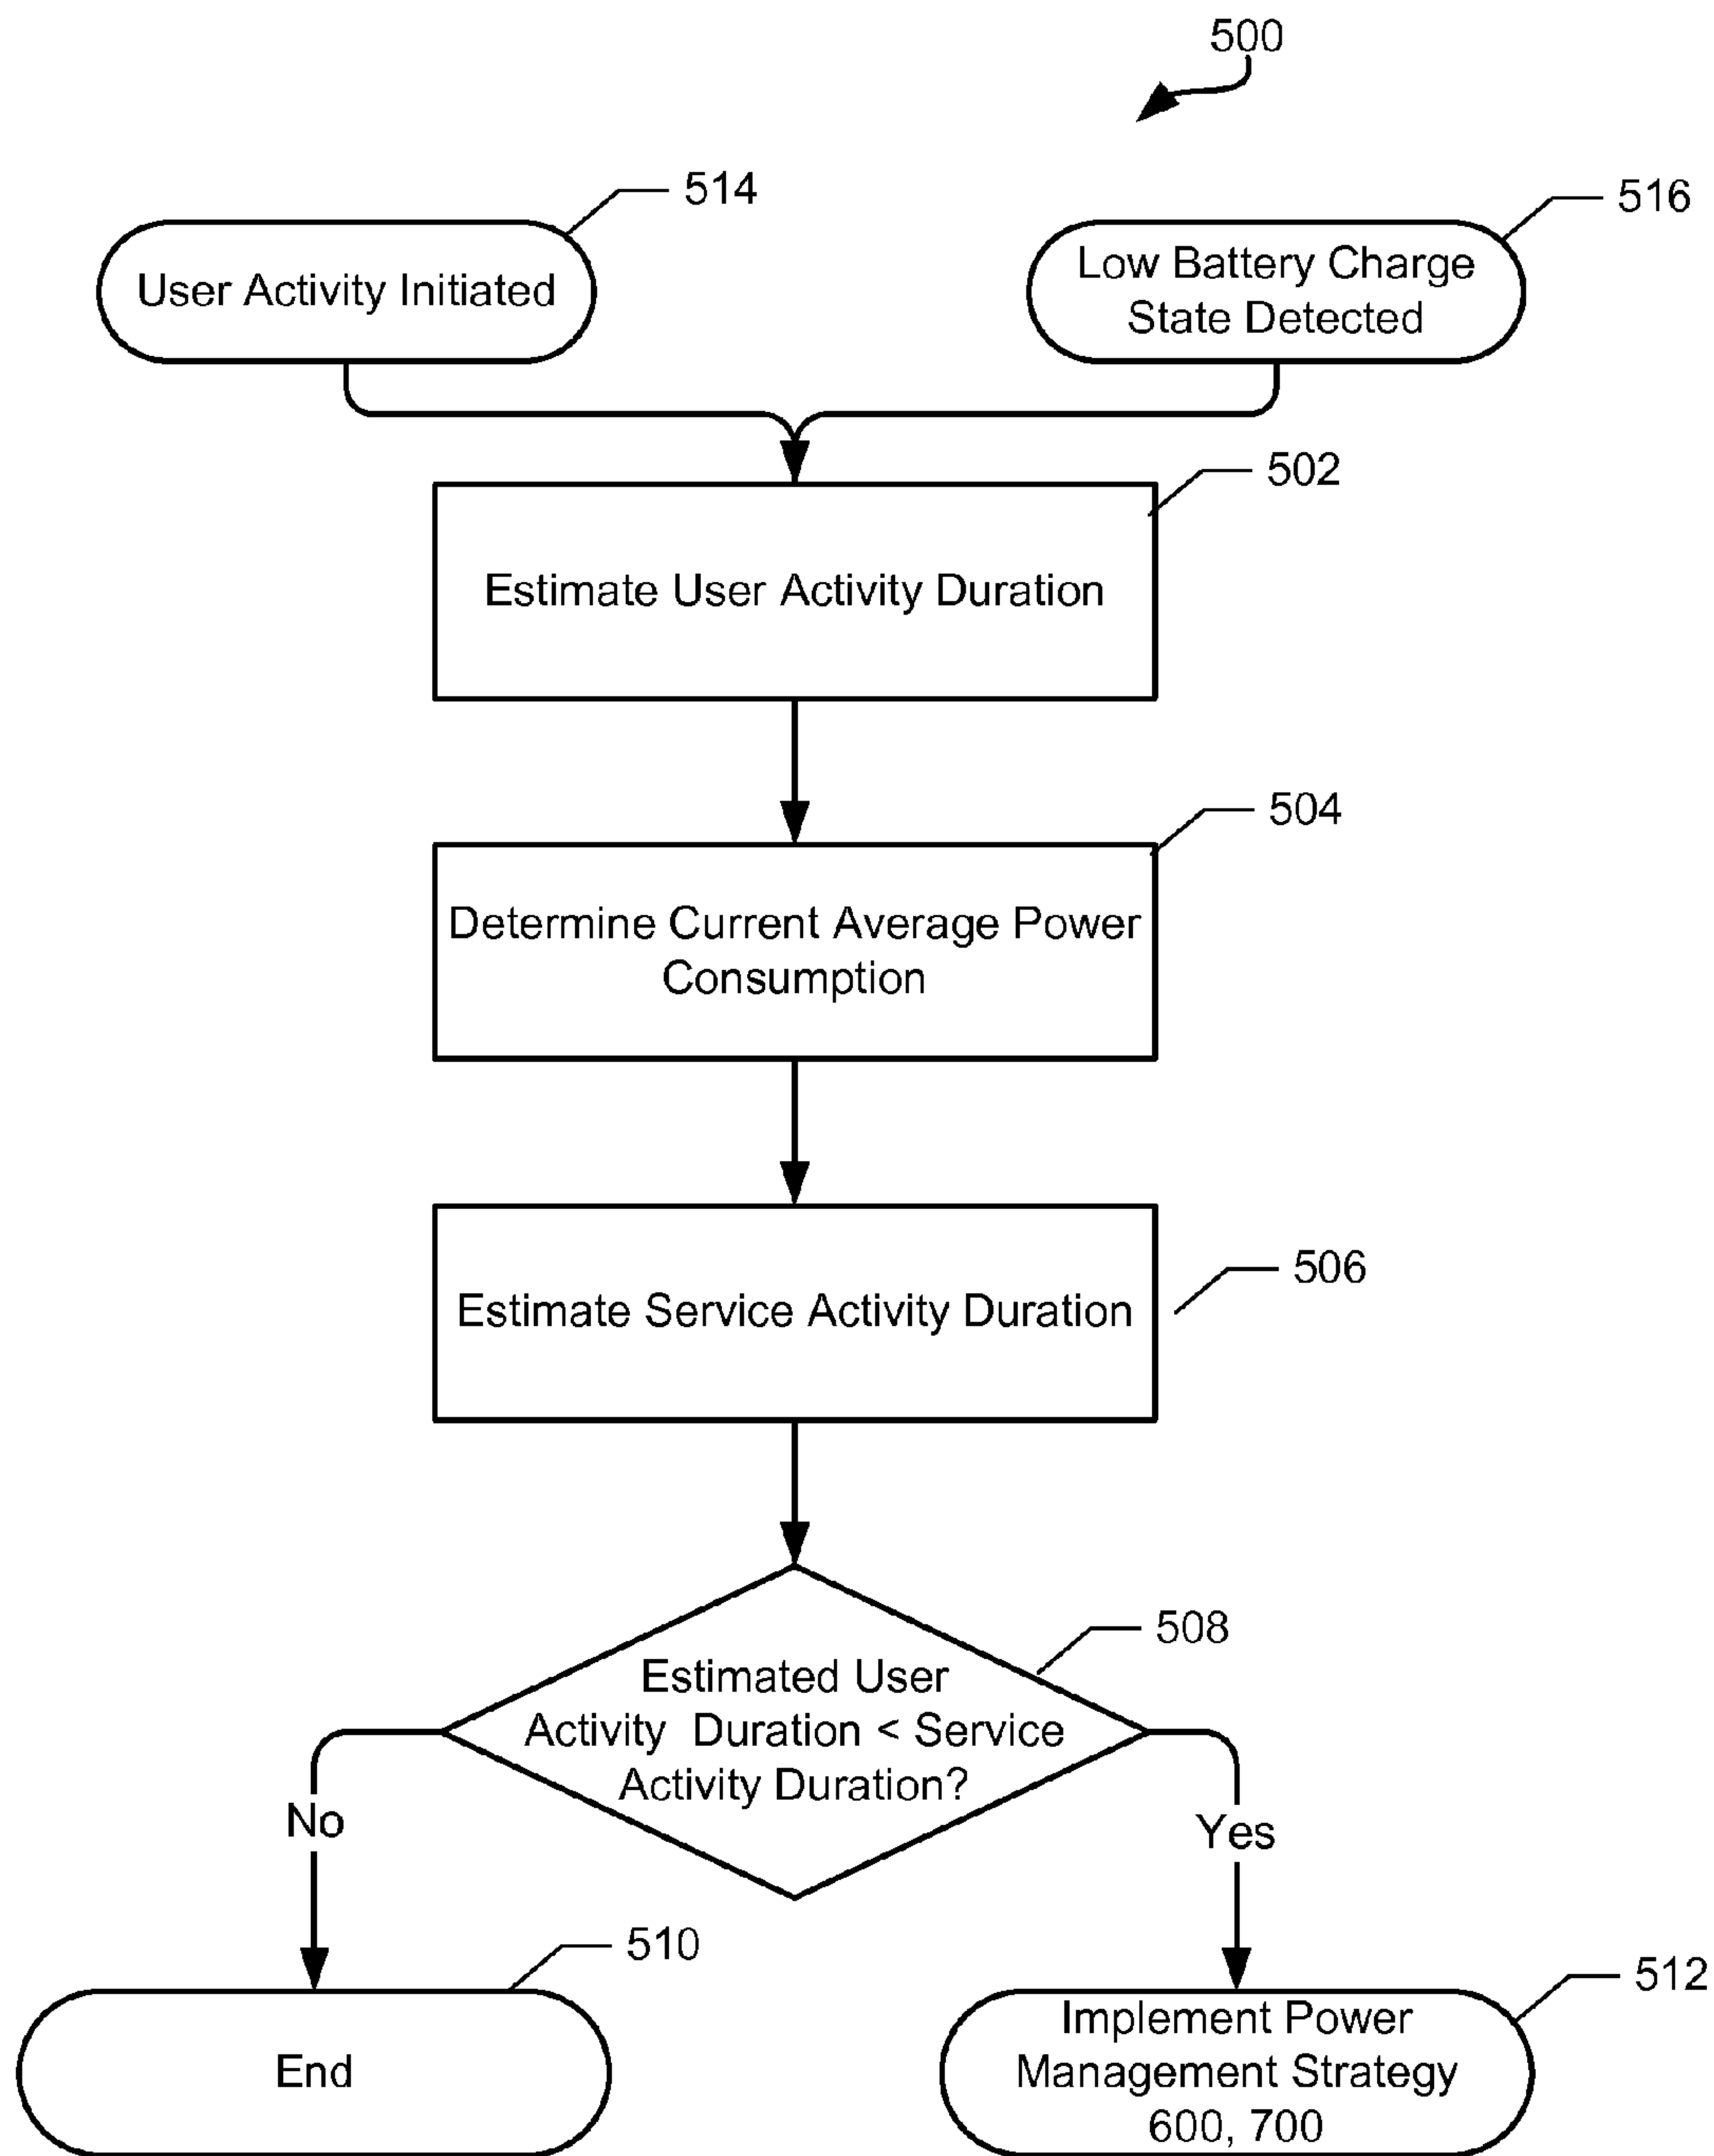 500
514
516
User Activity Initiated
Low Battery Charge
State Detected
502
Estimate User Activity Duration
504
Determine Current Average Power
Consumption
506
Estimate Service Activity Duration
508
Estimated User
Activity Duration < Service
Activity Duration?
No
Yes
510
512
End
Implement Power
Management Strategy
600, 700